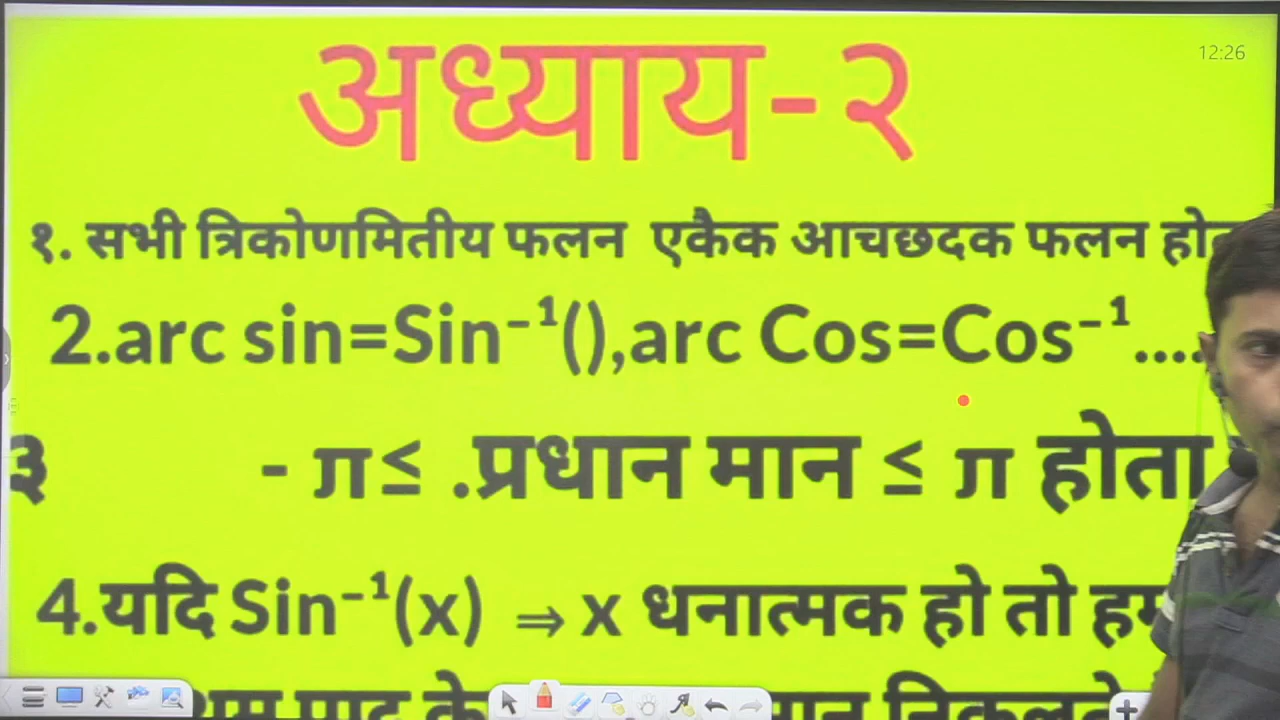 अध्याय-२
12:26
१. सभी त्रिकोणमितीय फलन एकैक आचछदक फलन
2.arc sin=Sin⁻¹(),arc Cos=Cos⁻¹....
३ - π≤ .प्रधान मान ≤ π होता
4.यदि Sin⁻¹(x) ⇒ x धनात्मक हो तो